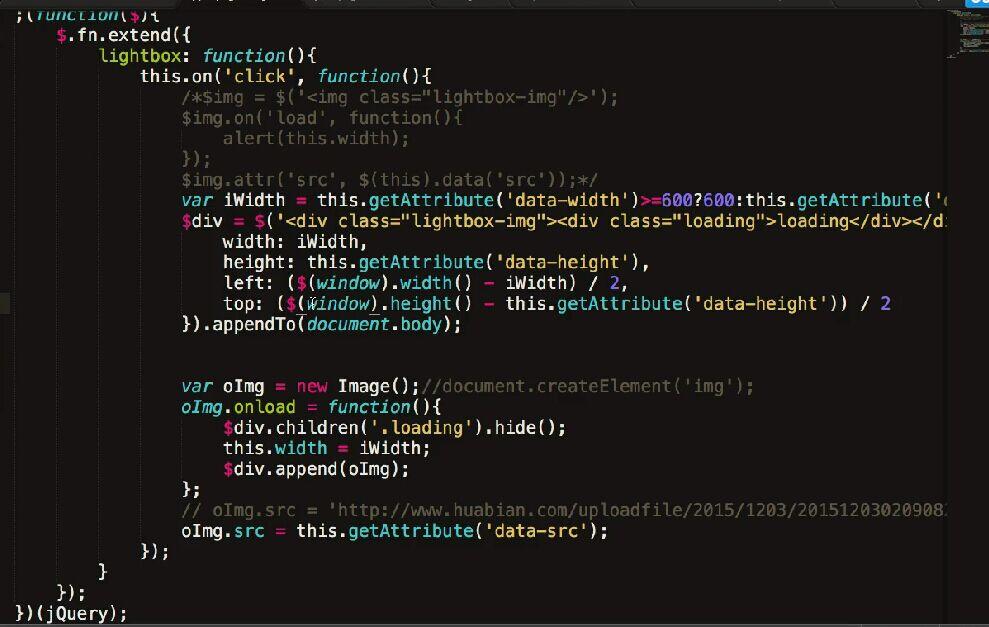 ;(function($){
$.fn.extend({
lightbox: function(){
this.on('click', function(){
/*$img = $('<img class="lightbox-img"/>');
$img.on('load', function(){
alert(this.width);
});
$img.attr('src', $(this).data('src'));*/
var iWidth = this.getAttribute('data-width')>=600?600:this.getAttribute('
$div = $('<div class="lightbox-img"><div class="loading">loading</div></di
width: iWidth,
height: this.getAttribute('data-height'),
left: ($(window).width() - iWidth) / 2,
top: ($(window).height() - this.getAttribute('data-height')) / 2
}).appendTo(document.body);
var oImg = new Image();//document.createElement('img');
oImg.onload = function(){
$div.children('.loading').hide();
this.width = iWidth;
$div.append(oImg);
};
// oImg.src = 'http://www.huabian.com/uploadfile/2015/1203/20151203020908
oImg.src = this.getAttribute('data-src');
});
}
});
})(jQuery);